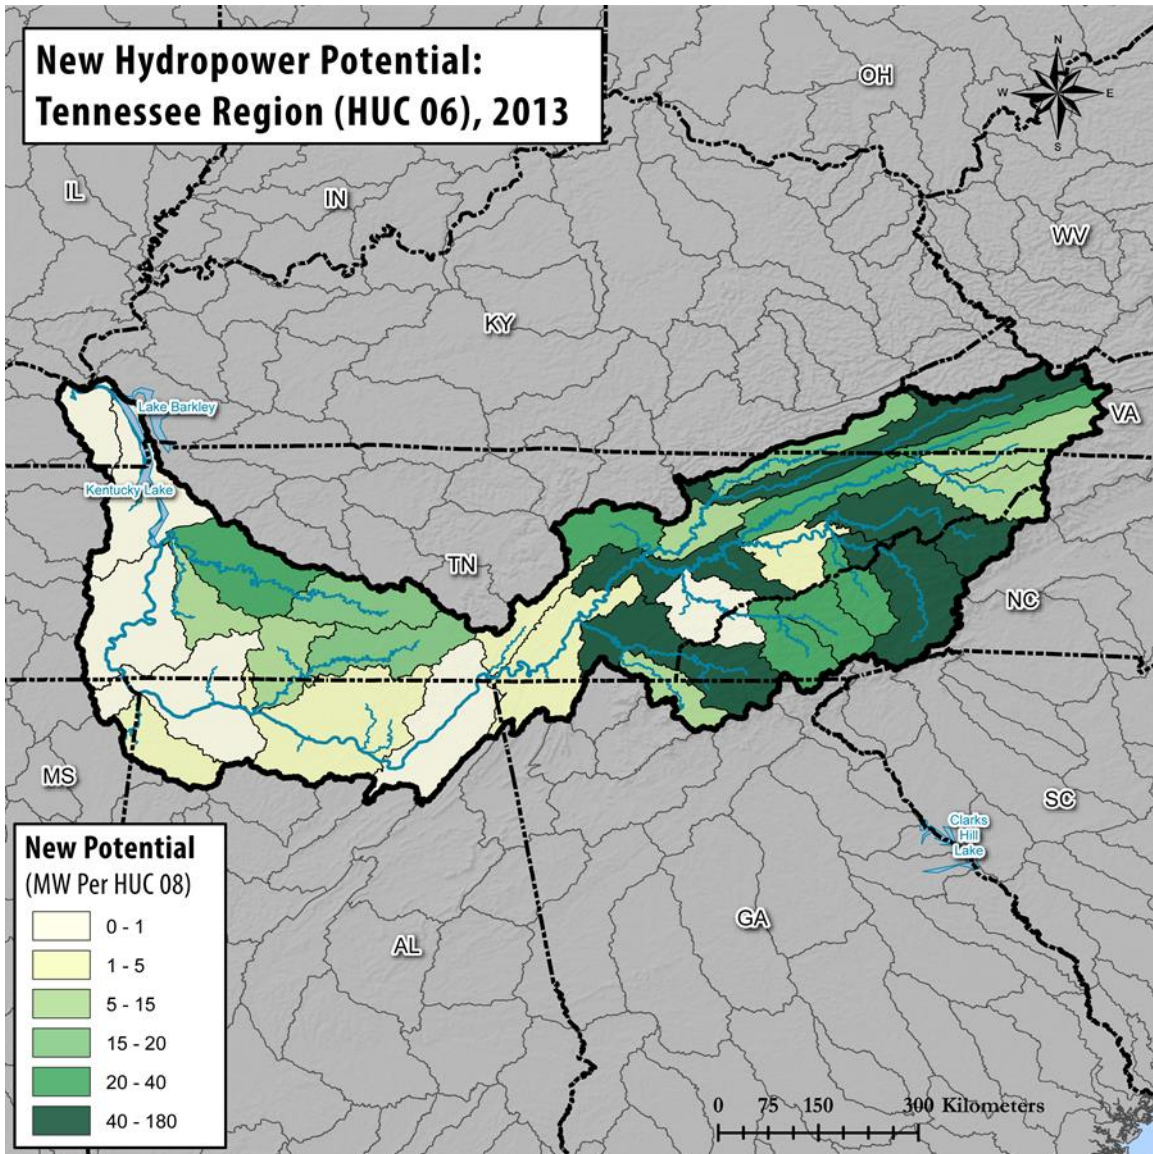 New Hydropower Potential:
Tennessee Region (HUC 06), 2013
N
W E
S
OH
IL
IN
WV
KY
Lake Barkley
VA
Kentucky Lake
TN
NC
MS
SC
Clarks
Hill
Lake
GA
AL
New Potential
(MW Per HUC 08)
0 - 1
1 - 5
5 - 15
15 - 20
20 - 40
40 - 180
0 75 150 300 Kilometers